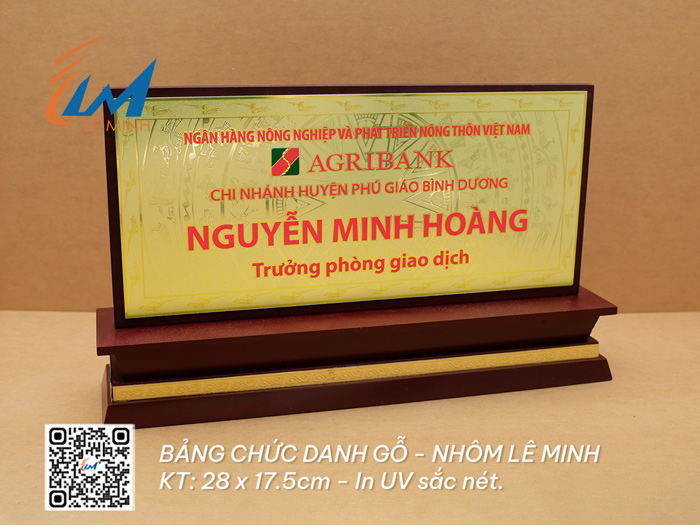 LM
MINH
NGÂN HÀNG NÔNG NGHIỆP VÀ PHÁT TRIỂN NÔNG THÔN VIỆT NAM
AGRIBANK
CHI NHÁNH HUYỆN PHÚ GIÁO BÌNH DƯƠNG
NGUYỄN MINH HOÀNG
Trưởng phòng giao dịch
BẢNG CHỨC DANH GỖ - NHÔM LÊ MINH
KT: 28 x 17.5cm - In UV sắc nét.